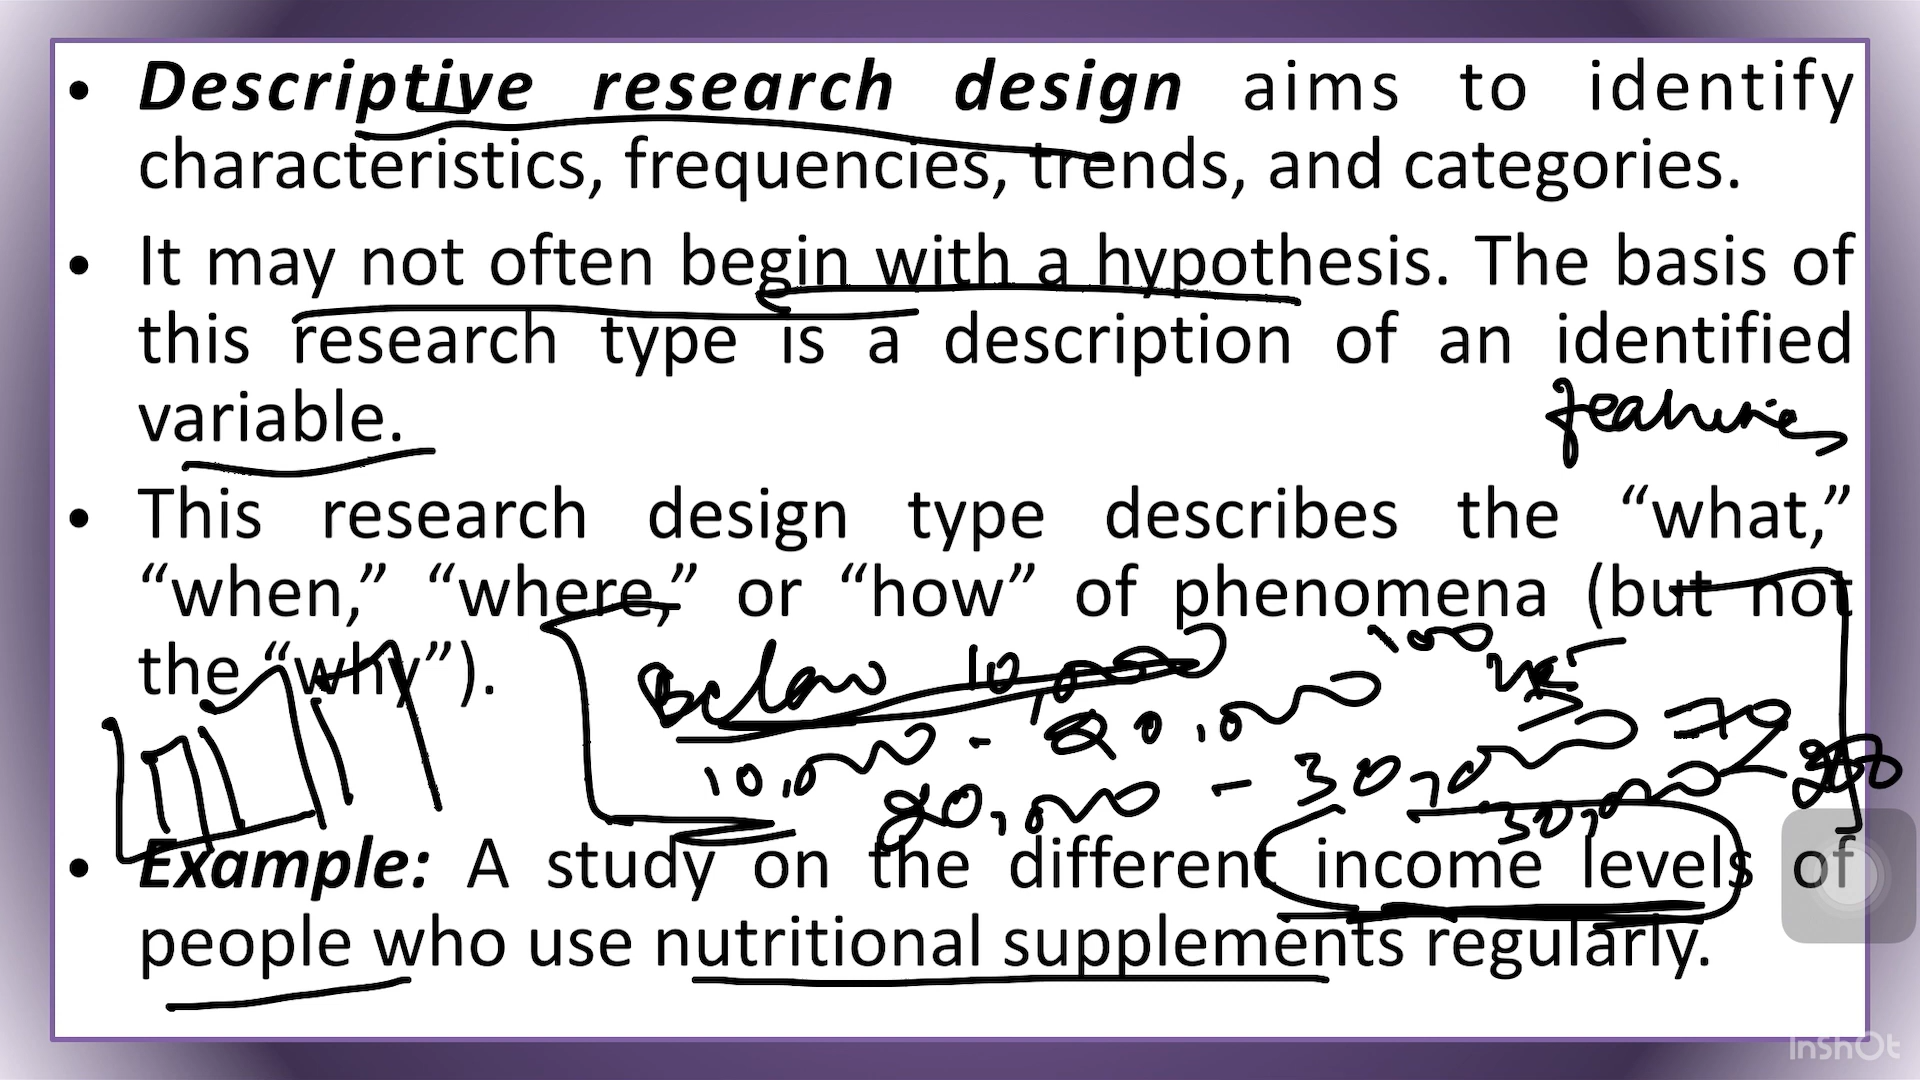 • Descriptive research design aims to identify
characteristics, frequencies, trends, and categories.
• It may not often begin with a hypothesis. The basis of
this research type is a description of an identified
variable.
features
• This research design type describes the “what,”
“when,” “where,” or “how” of phenomena (but not
the “why”).
Below 10,000
100
10,000 - 20,000
20,000 - 30,000
30,000
• Example: A study on the different income levels of
people who use nutritional supplements regularly.
InShOt